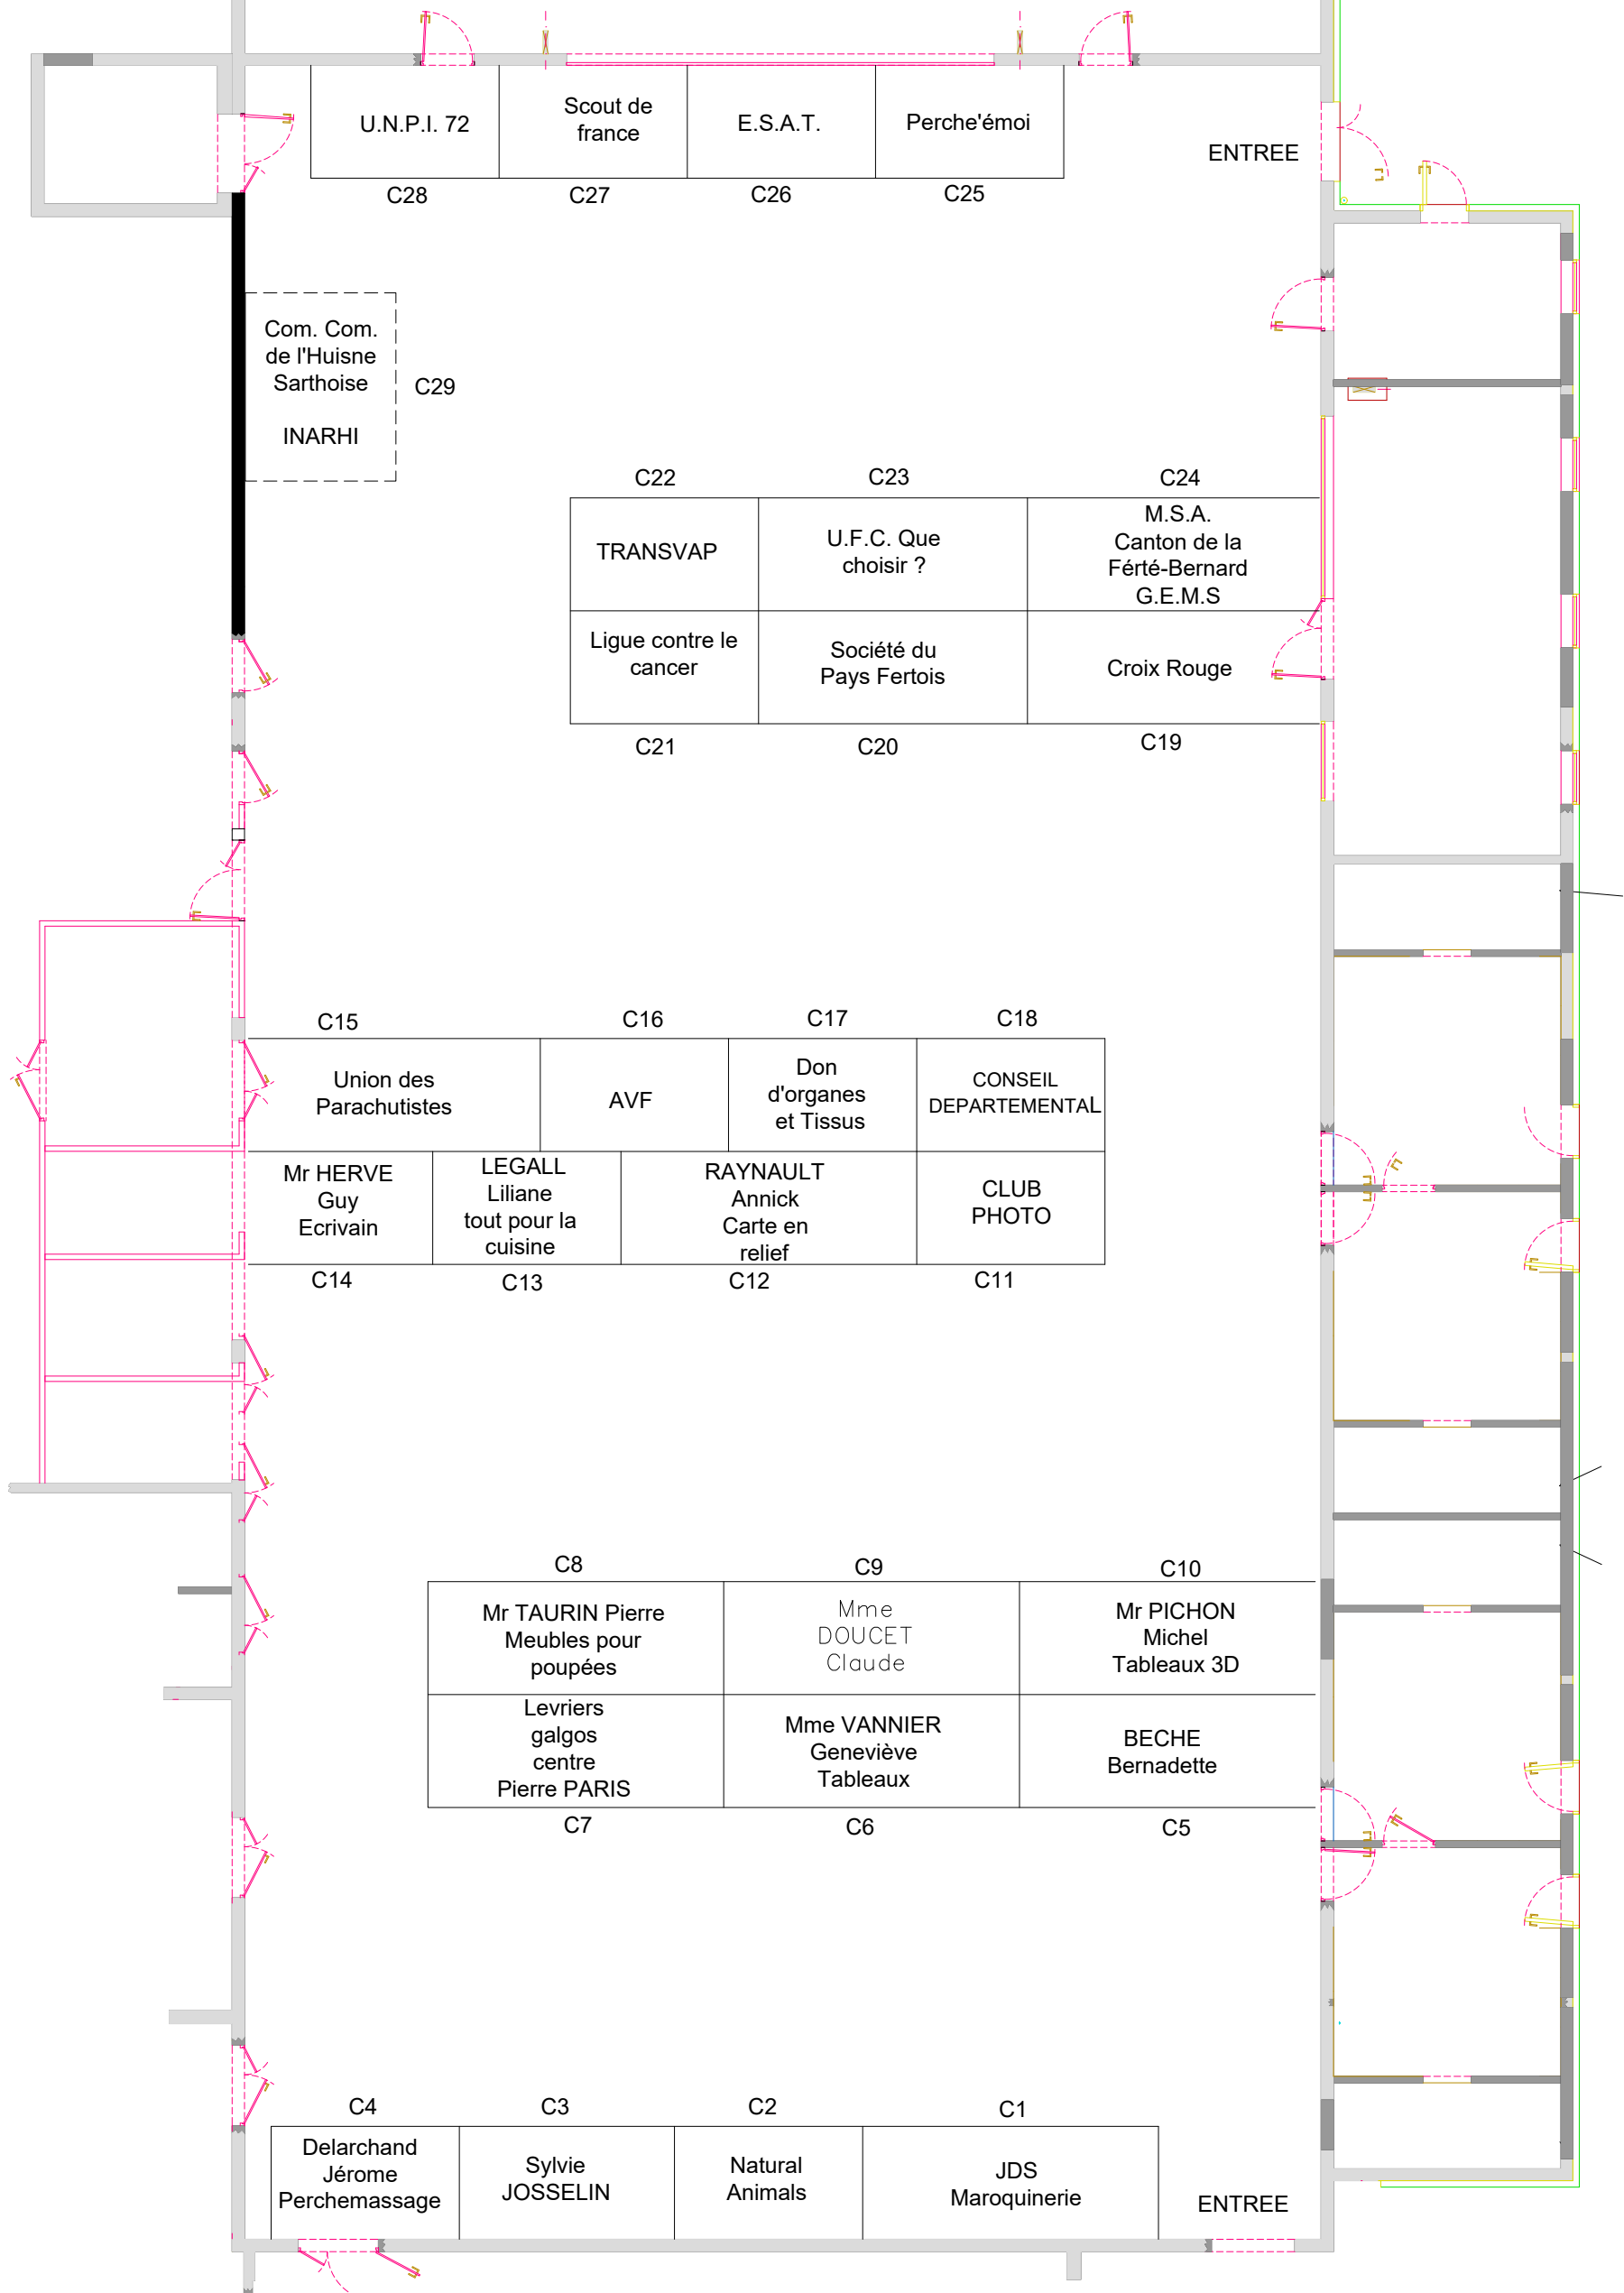 U.N.P.I. 72
Scout de
france
E.S.A.T.
Perche'émoi
ENTREE
C28
C27
C26
C25
Com. Com.
de l'Huisne
Sarthoise
INARHI
C29
C22
C23
C24
TRANSVAP
U.F.C. Que
choisir ?
M.S.A.
Canton de la
Férté-Bernard
G.E.M.S
Ligue contre le
cancer
Société du
Pays Fertois
Croix Rouge
C21
C20
C19
C15
C16
C17
C18
Union des
Parachutistes
AVF
Don
d'organes
et Tissus
CONSEIL
DEPARTEMENTAL
Mr HERVE
Guy
Ecrivain
LEGALL
Liliane
tout pour la
cuisine
RAYNAULT
Annick
Carte en
relief
CLUB
PHOTO
C14
C13
C12
C11
C8
C9
C10
Mr TAURIN Pierre
Meubles pour
poupées
Mme
DOUCET
Claude
Mr PICHON
Michel
Tableaux 3D
Levriers
galgos
centre
Pierre PARIS
Mme VANNIER
Geneviève
Tableaux
BECHE
Bernadette
C7
C6
C5
C4
C3
C2
C1
Delarchand
Jérome
Perchemassage
Sylvie
JOSSELIN
Natural
Animals
JDS
Maroquinerie
ENTREE